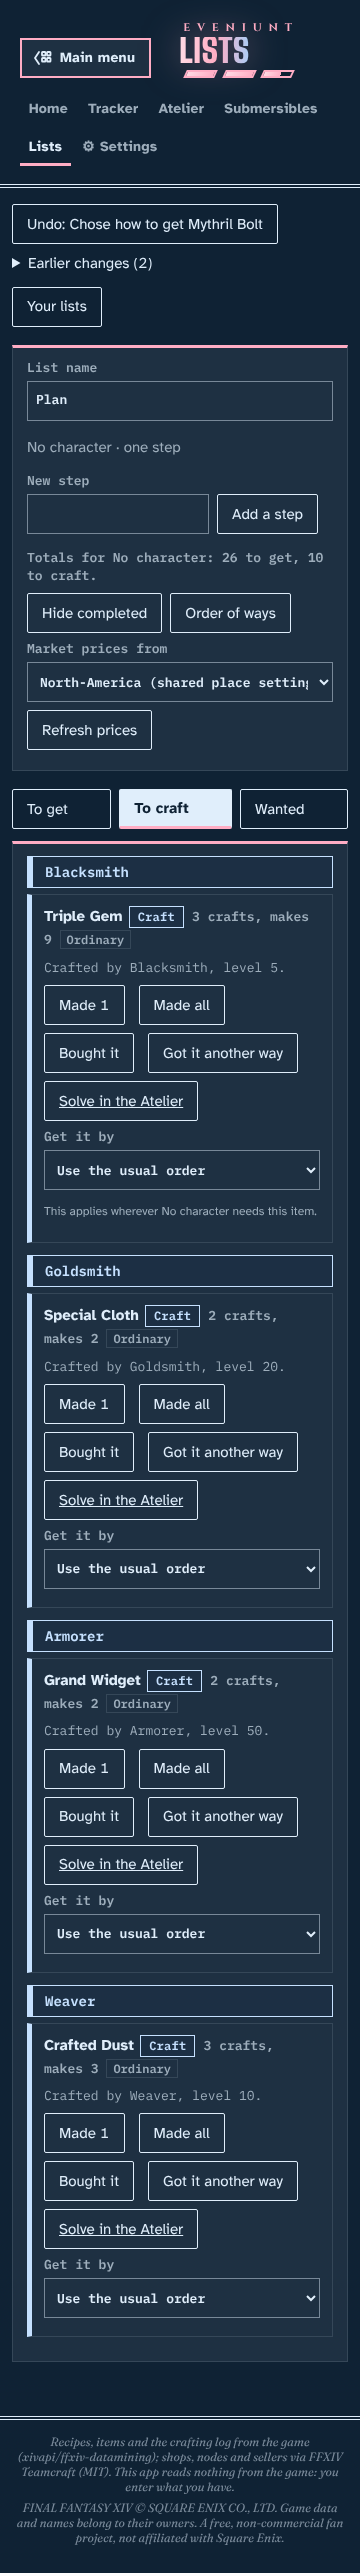 Main menu
EVENIUNT
LISTS
Home Tracker Atelier Submersibles
Lists ⚙ Settings
Undo: Chose how to get Mythril Bolt
▶ Earlier changes (2)
Your lists
List name
Plan
No character · one step
New step
Add a step
Totals for No character: 26 to get, 10
to craft.
Hide completed Order of ways
Market prices from
North-America (shared place setting
Refresh prices
To get To craft Wanted
Blacksmith
Triple Gem Craft 3 crafts, makes
9 Ordinary
Crafted by Blacksmith, level 5.
Made 1 Made all
Bought it Got it another way
Solve in the Atelier
Get it by
Use the usual order
This applies wherever No character needs this item.
Goldsmith
Special Cloth Craft 2 crafts,
makes 2 Ordinary
Crafted by Goldsmith, level 20.
Made 1 Made all
Bought it Got it another way
Solve in the Atelier
Get it by
Use the usual order
Armorer
Grand Widget Craft 2 crafts,
makes 2 Ordinary
Crafted by Armorer, level 50.
Made 1 Made all
Bought it Got it another way
Solve in the Atelier
Get it by
Use the usual order
Weaver
Crafted Dust Craft 3 crafts,
makes 3 Ordinary
Crafted by Weaver, level 10.
Made 1 Made all
Bought it Got it another way
Solve in the Atelier
Get it by
Use the usual order
Recipes, items and the crafting log from the game
(xivapi/ffxiv-datamining); shops, nodes and sellers via FFXIV
Teamcraft (MIT). This app reads nothing from the game: you
enter what you have.
FINAL FANTASY XIV © SQUARE ENIX CO., LTD. Game data
and names belong to their owners. A free, non-commercial fan
project, not affiliated with Square Enix.